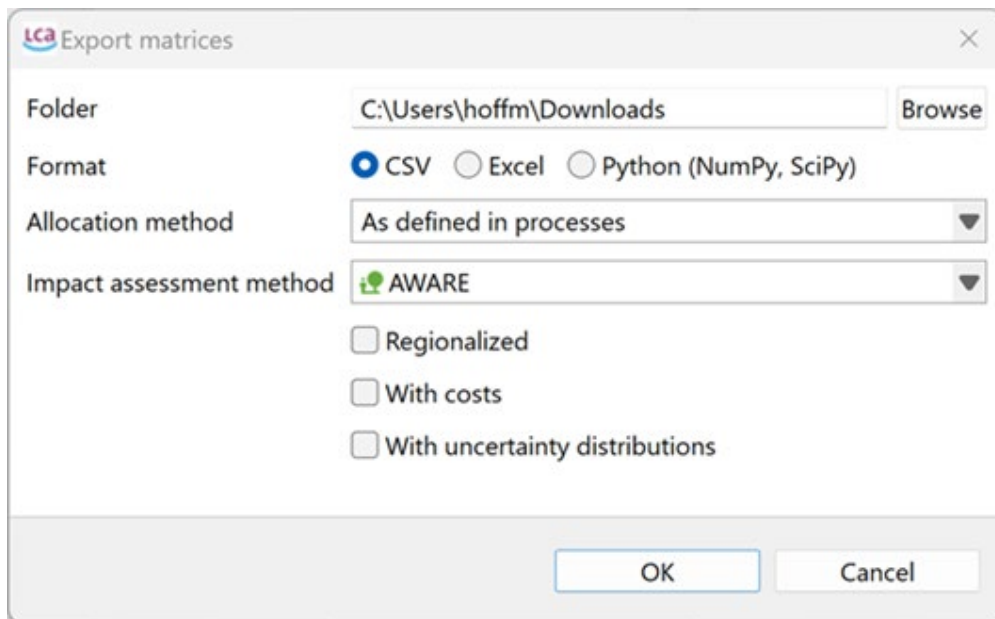 LCA Export matrices
Folder C:\Users\hoffm\Downloads Browse
Format CSV Excel Python (NumPy, SciPy)
Allocation method As defined in processes
Impact assessment method AWARE
Regionalized
With costs
With uncertainty distributions
OK Cancel